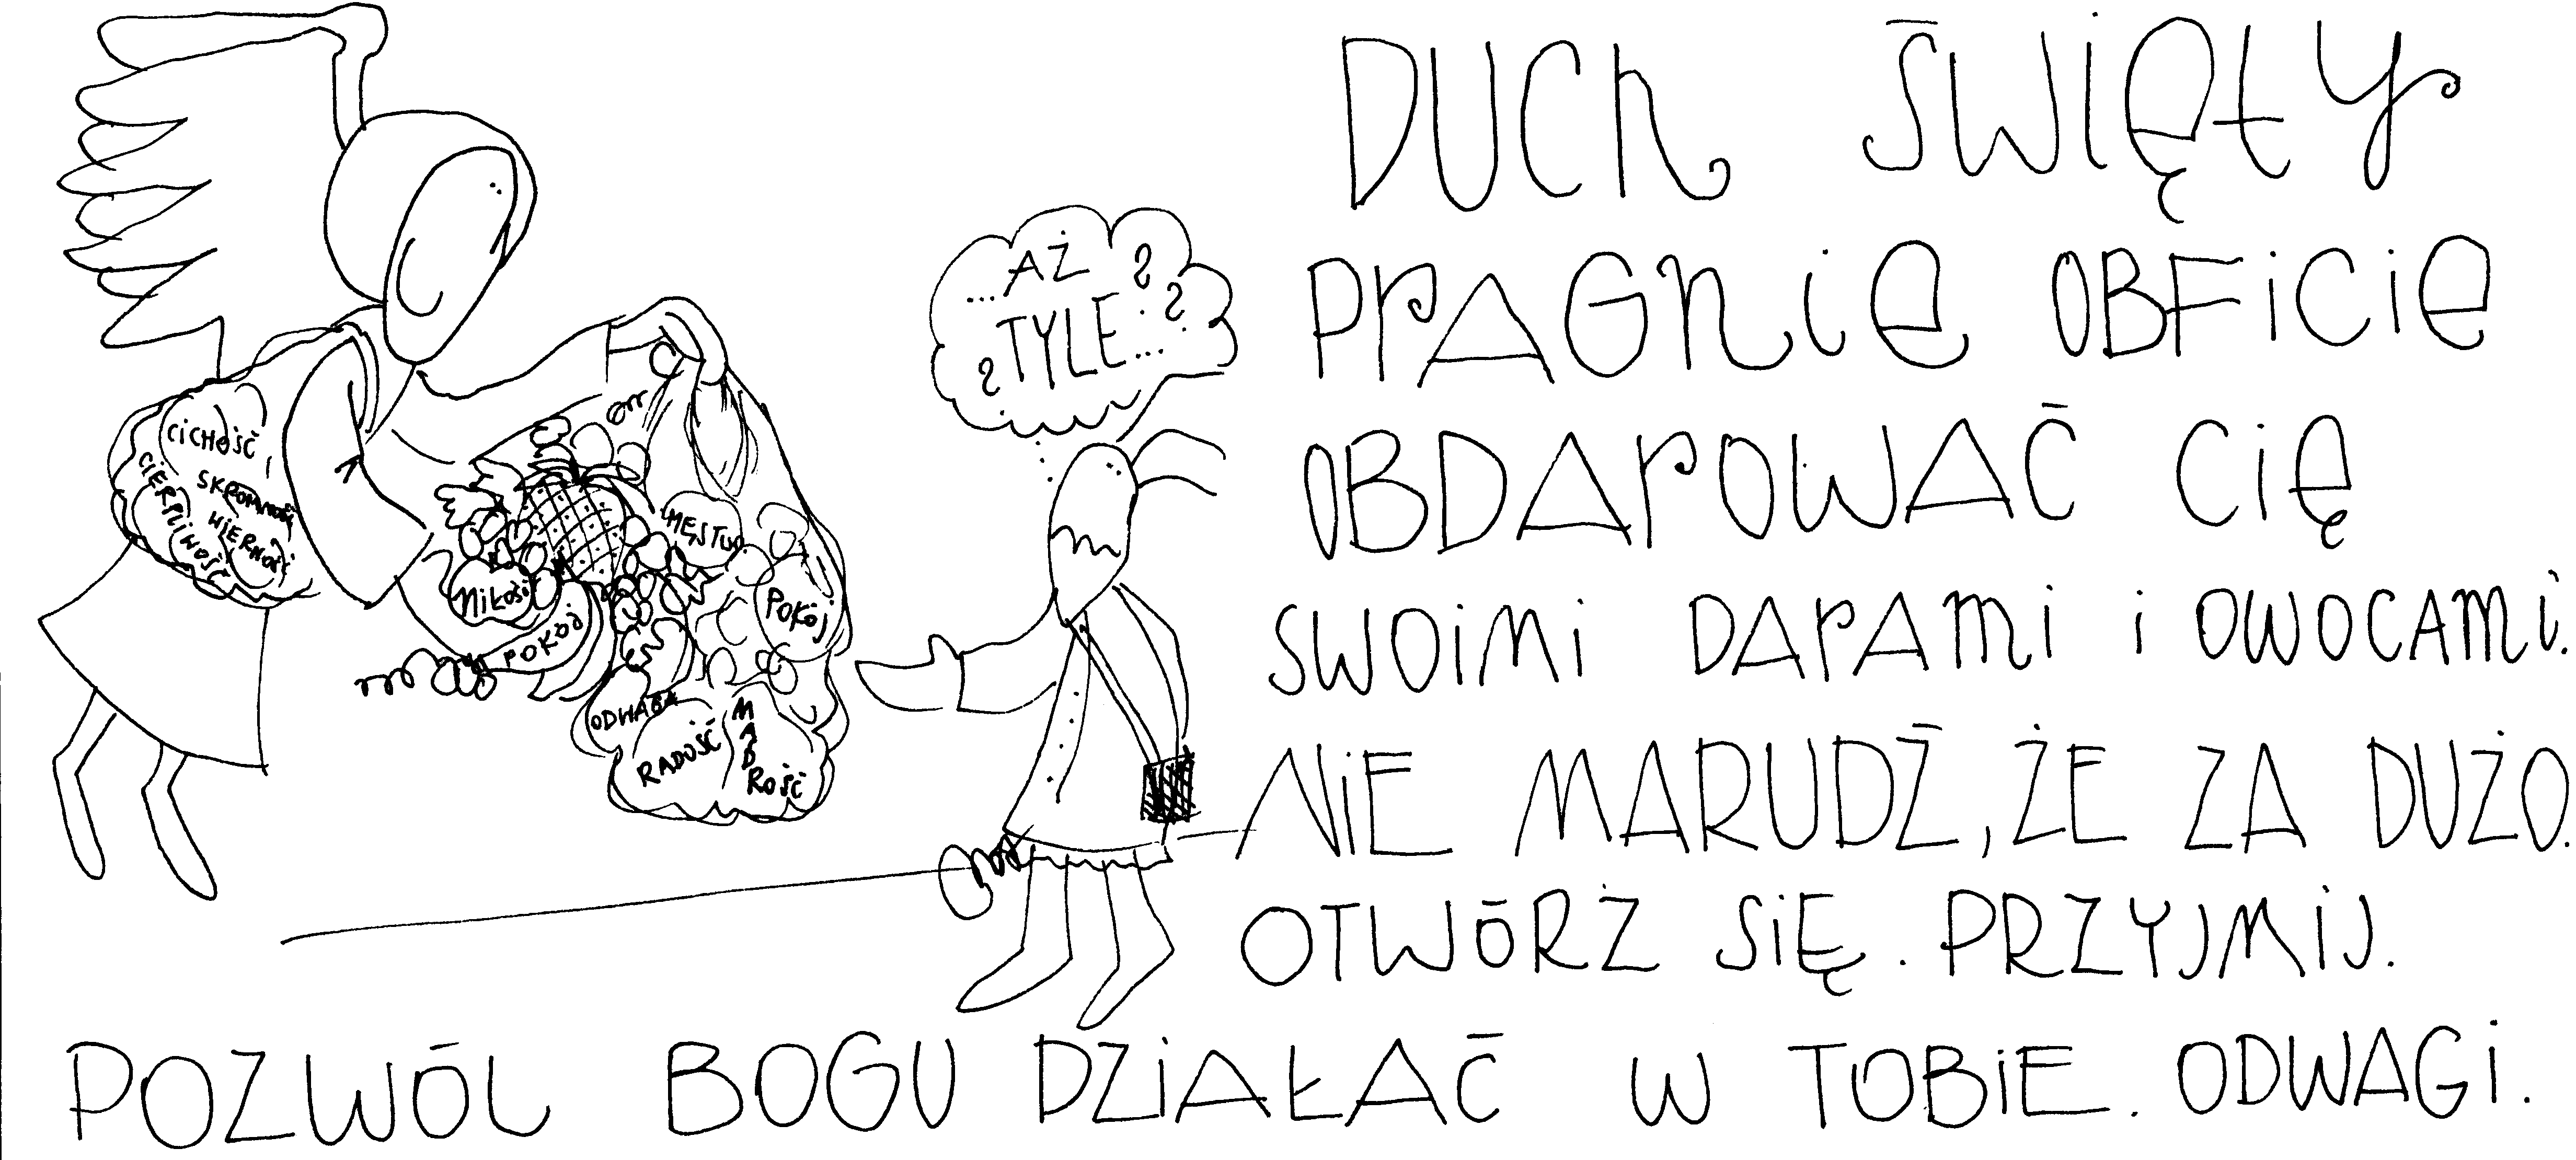 DUCH ŚWIĘTY
PRAGNIE OBFICIE
OBDAROWAĆ CIĘ
SWOIMI DARAMI i OWOCAMI.
NIE MARUDŹ, ŻE ZA DUŻO.
OTWÓRZ SIĘ. PRZYJMIJ.
POZWÓL BOGU DZIAŁAĆ W TOBIE. ODWAGI.
...AŻ ?
? TYLE...??
CICHOŚĆ,
CIERPLIWOŚĆ
SKROMNOŚĆ
WIERNOŚĆ
MIŁOŚĆ
POKÓJ
MĘSTW
POKÓJ
ODWAGA
RADOŚĆ
MĄDROŚĆ